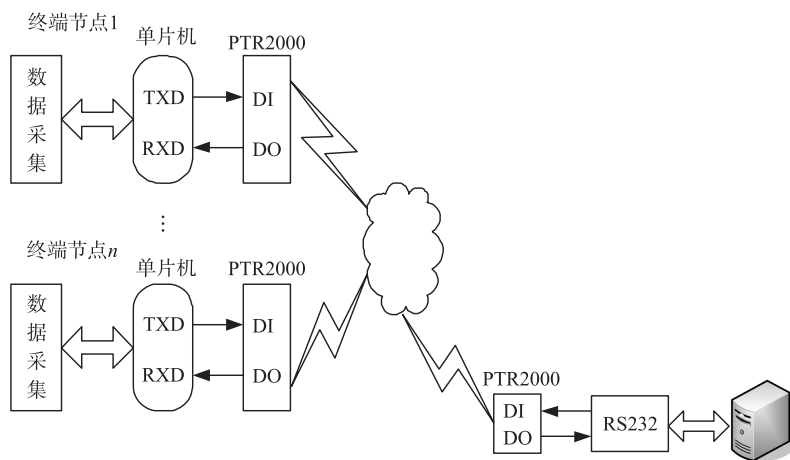 终端节点1
单片机
PTR2000
数据采集
TXD
DI
RXD
DO
⋮
终端节点n
单片机
PTR2000
数据采集
TXD
DI
RXD
DO
PTR2000
DI
DO
RS232